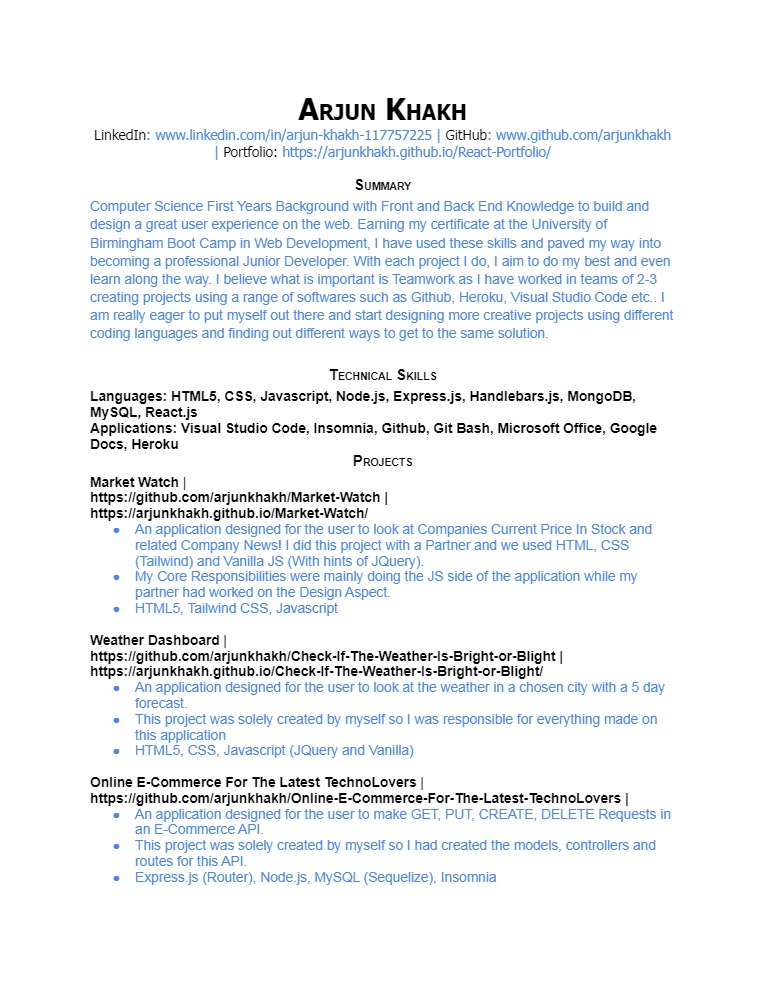 Arjun Khakh
LinkedIn: www.linkedin.com/in/arjun-khakh-117757225 | GitHub: www.github.com/arjunkhakh
| Portfolio: https://arjunkhakh.github.io/React-Portfolio/
Summary
Computer Science First Years Background with Front and Back End Knowledge to build and
design a great user experience on the web. Earning my certificate at the University of
Birmingham Boot Camp in Web Development, I have used these skills and paved my way into
becoming a professional Junior Developer. With each project I do, I aim to do my best and even
learn along the way. I believe what is important is Teamwork as I have worked in teams of 2-3
creating projects using a range of softwares such as Github, Heroku, Visual Studio Code etc.. I
am really eager to put myself out there and start designing more creative projects using different
coding languages and finding out different ways to get to the same solution.
Technical Skills
Languages: HTML5, CSS, Javascript, Node.js, Express.js, Handlebars.js, MongoDB,
MySQL, React.js
Applications: Visual Studio Code, Insomnia, Github, Git Bash, Microsoft Office, Google
Docs, Heroku
Projects
Market Watch |
https://github.com/arjunkhakh/Market-Watch |
https://arjunkhakh.github.io/Market-Watch/
● An application designed for the user to look at Companies Current Price In Stock and
related Company News! I did this project with a Partner and we used HTML, CSS
(Tailwind) and Vanilla JS (With hints of JQuery).
● My Core Responsibilities were mainly doing the JS side of the application while my
partner had worked on the Design Aspect.
● HTML5, Tailwind CSS, Javascript
Weather Dashboard |
https://github.com/arjunkhakh/Check-If-The-Weather-Is-Bright-or-Blight |
https://arjunkhakh.github.io/Check-If-The-Weather-Is-Bright-or-Blight/
● An application designed for the user to look at the weather in a chosen city with a 5 day
forecast.
● This project was solely created by myself so I was responsible for everything made on
this application
● HTML5, CSS, Javascript (JQuery and Vanilla)
Online E-Commerce For The Latest TechnoLovers |
https://github.com/arjunkhakh/Online-E-Commerce-For-The-Latest-TechnoLovers |
● An application designed for the user to make GET, PUT, CREATE, DELETE Requests in
an E-Commerce API.
● This project was solely created by myself so I had created the models, controllers and
routes for this API.
● Express.js (Router), Node.js, MySQL (Sequelize), Insomnia